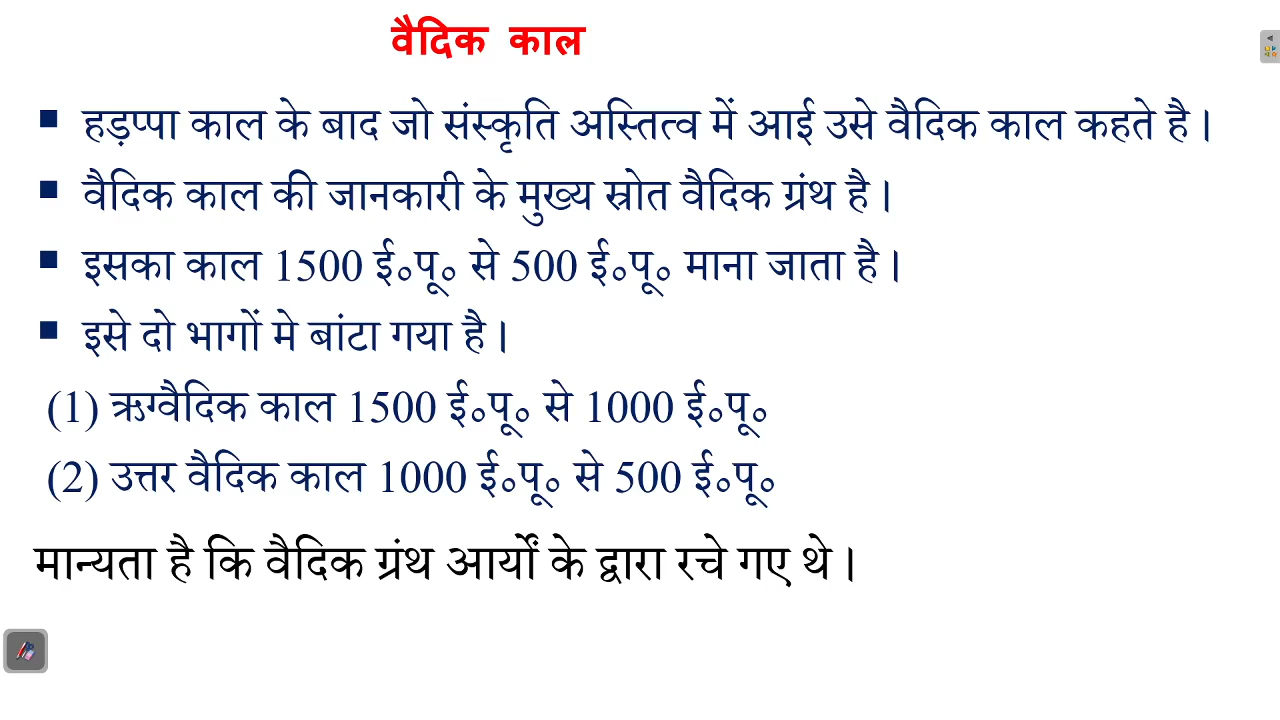 वैदिक काल
▪ हड़प्पा काल के बाद जो संस्कृति अस्तित्व में आई उसे वैदिक काल कहते है।
▪ वैदिक काल की जानकारी के मुख्य स्रोत वैदिक ग्रंथ है।
▪ इसका काल 1500 ई॰पू॰ से 500 ई॰पू॰ माना जाता है।
▪ इसे दो भागों मे बांटा गया है।
(1) ऋग्वैदिक काल 1500 ई॰पू॰ से 1000 ई॰पू॰
(2) उत्तर वैदिक काल 1000 ई॰पू॰ से 500 ई॰पू॰
मान्यता है कि वैदिक ग्रंथ आर्यों के द्वारा रचे गए थे।